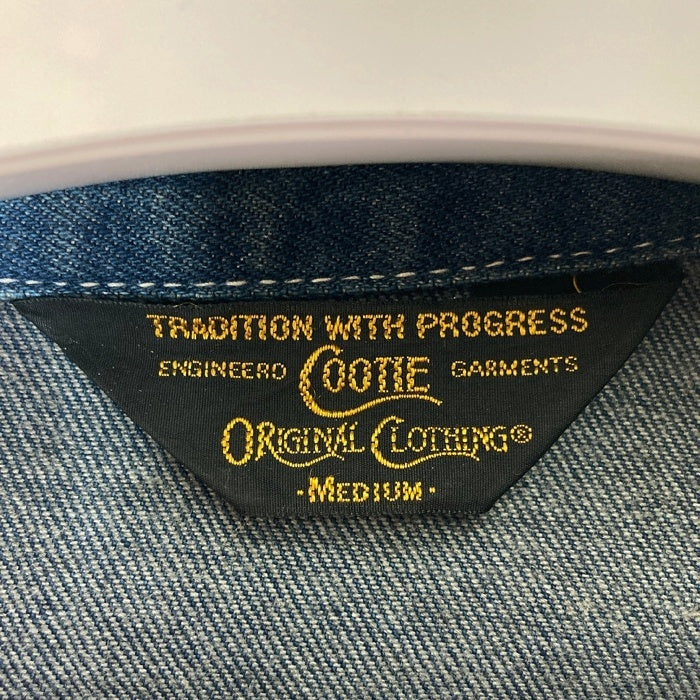 TRADITION WITH PROGRESS
ENGINEERD COOTIE GARMENTS
ORIGINAL CLOTHING®
·MEDIUM·